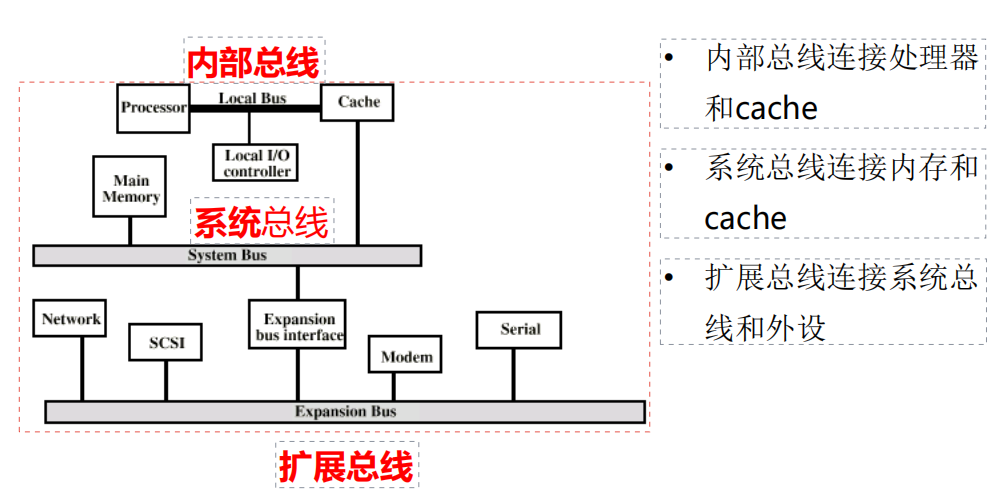 内部总线
Processor
Local Bus
Cache
Local I/O
controller
Main
Memory
系统总线
System Bus
Network
SCSI
Expansion
bus interface
Modem
Serial
Expansion Bus
扩展总线
• 内部总线连接处理器
和cache
• 系统总线连接内存和
cache
• 扩展总线连接系统总
线和外设